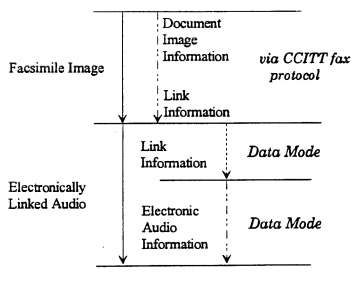 Document
Image
Information
via CCITT fax
protocol
Facsimile Image
Link
Information
Link
Information
Data Mode
Electronically
Linked Audio
Electronic
Audio
Information
Data Mode